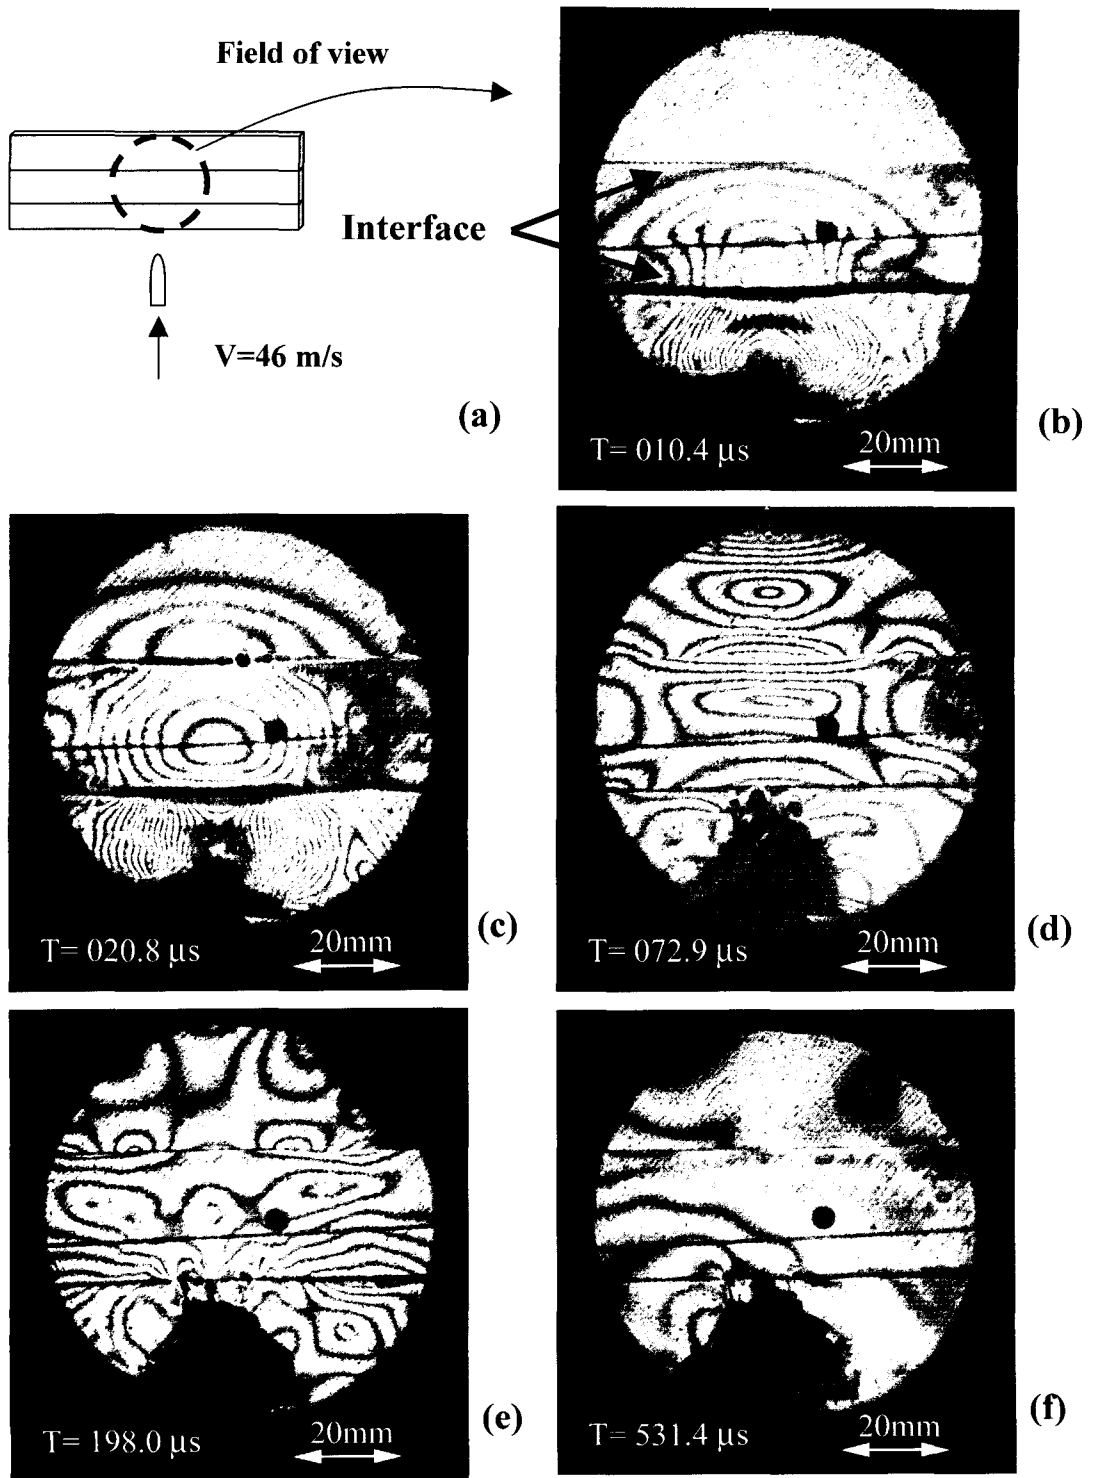 Field of view
Interface
V=46 m/s
(a)
T= 010.4 μs
20mm
(b)
T= 020.8 μs
20mm
(c)
T= 072.9 μs
20mm
(d)
T= 198.0 μs
20mm
(e)
T= 531.4 μs
20mm
(f)